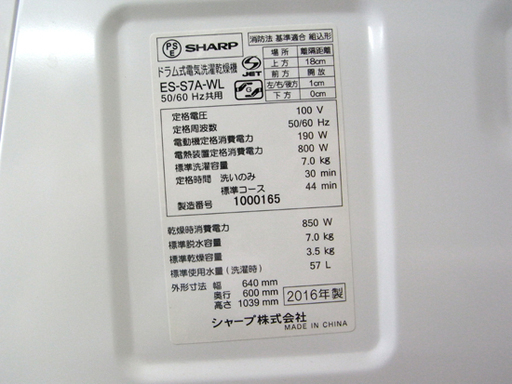 PSE SHARP
ドラム式電気洗濯乾燥機
ES-S7A-WL
50/60 Hz共用
JET
消防法 基準適合 組込形
場所 離隔距離
上方 18cm
前方 開放
左/右/後方 1cm
下方 0cm
定格電圧 100 V
定格周波数 50/60 Hz
電動機定格消費電力 190 W
電熱装置定格消費電力 800 W
標準洗濯容量 7.0 kg
定格時間 洗いのみ 30 min
標準コース 44 min
製造番号 1000165
乾燥時消費電力 850 W
標準脱水容量 7.0 kg
標準乾燥容量 3.5 kg
標準使用水量(洗濯時) 57 L
外形寸法 幅 640 mm
奥行 600 mm
高さ 1039 mm
2016年製
シャープ株式会社
MADE IN CHINA